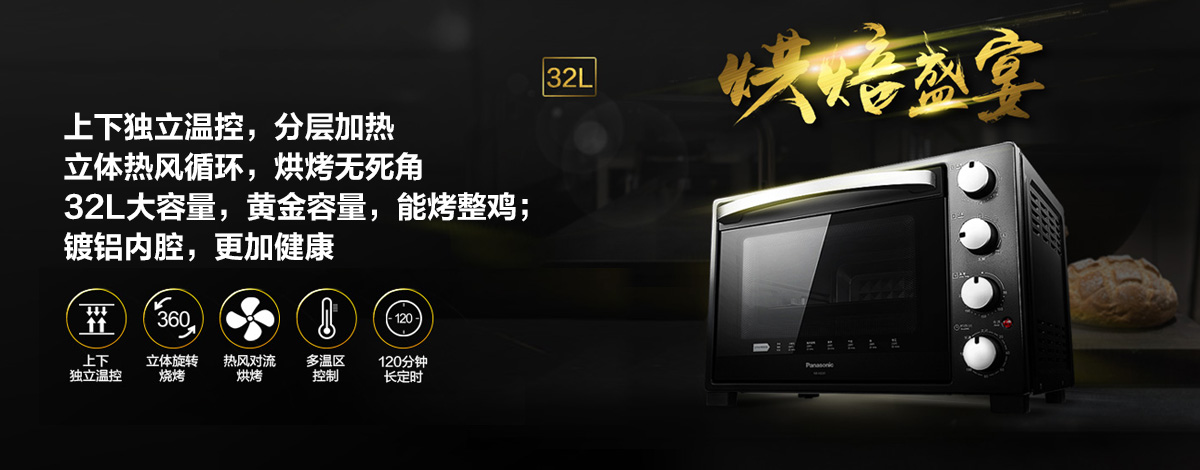 32L
烘焙盛宴
上下独立温控，分层加热
立体热风循环，烘烤无死角
32L大容量，黄金容量，能烤整鸡；
镀铝内腔，更加健康
360
-120-
上下
独立温控
立体旋转
烧烤
热风对流
烘烤
多温区
控制
120分钟
长定时
Panasonic